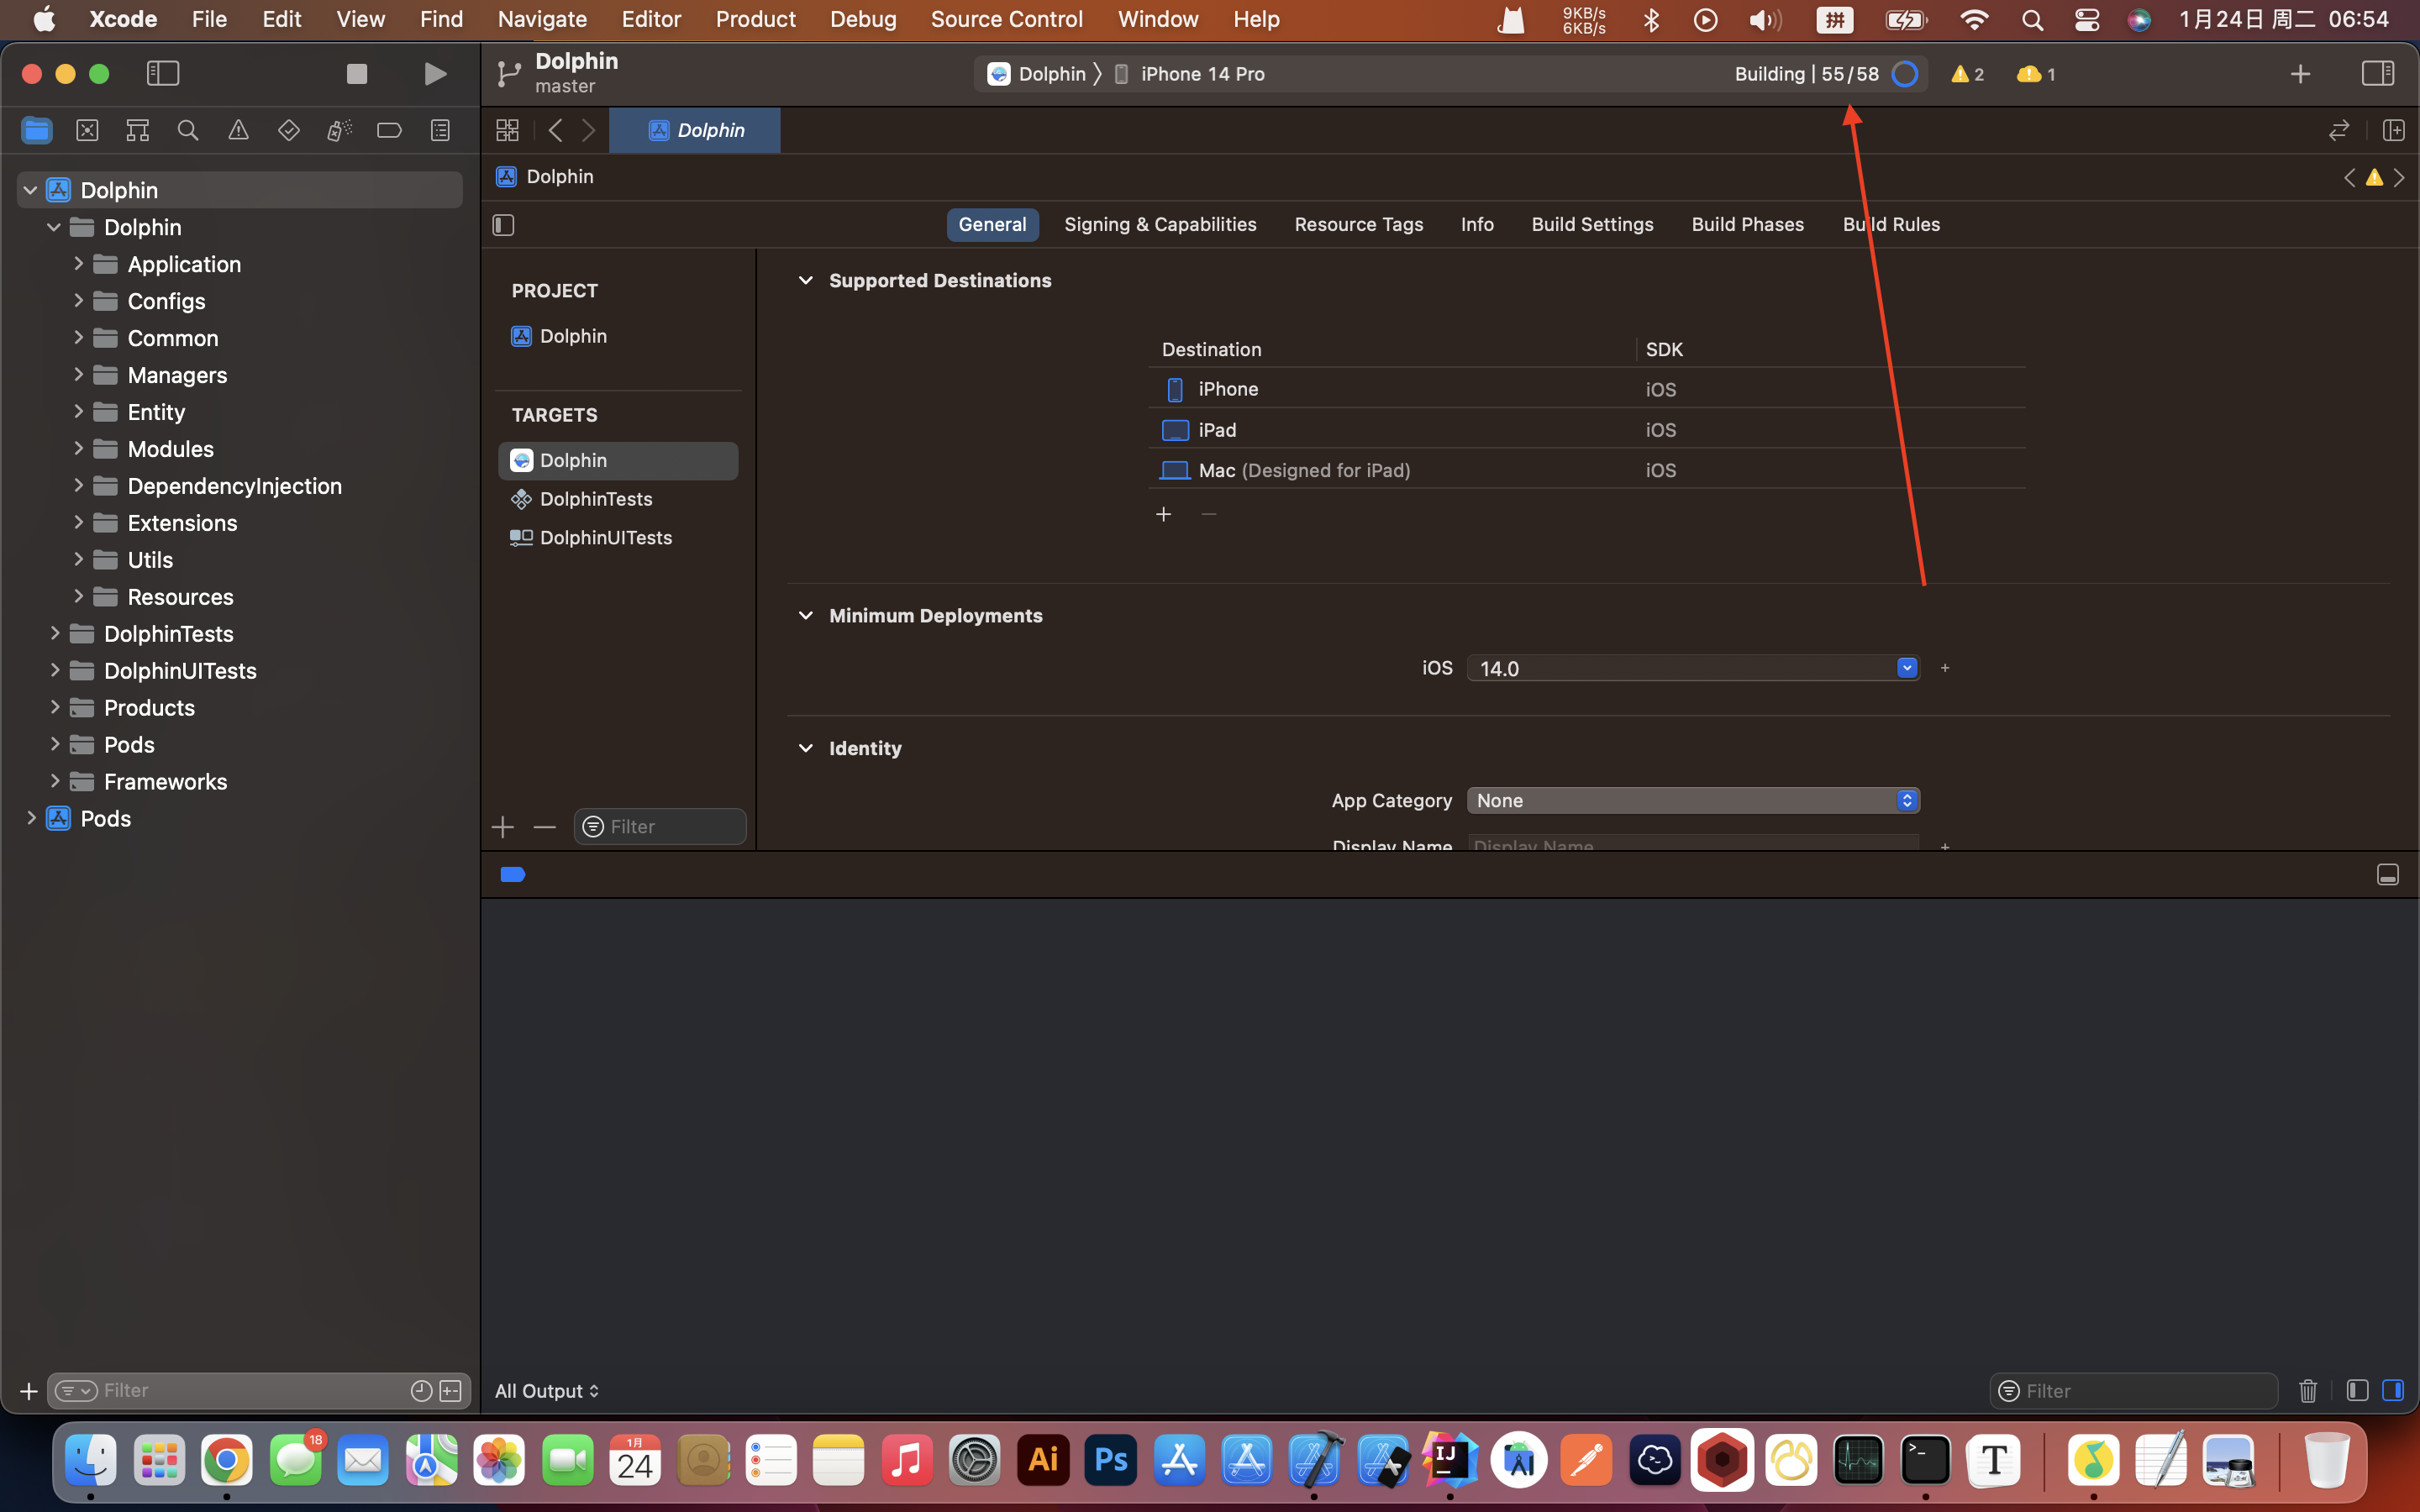 Xcode File Edit View Find Navigate Editor Product Debug Source Control Window Help
9KB/s
6KB/s
拼
1月24日 周二 06:54
Dolphin
master
Dolphin 〉 iPhone 14 Pro
Building | 55/58
2
1
Dolphin
Dolphin
Application
Configs
Common
Managers
Entity
Modules
DependencyInjection
Extensions
Utils
Resources
DolphinTests
DolphinUITests
Products
Pods
Frameworks
Pods
Filter
Dolphin
Dolphin
General Signing & Capabilities Resource Tags Info Build Settings Build Phases Build Rules
PROJECT
Dolphin
TARGETS
Dolphin
DolphinTests
DolphinUITests
Filter
Supported Destinations
Destination SDK
iPhone iOS
iPad iOS
Mac (Designed for iPad) iOS
Minimum Deployments
iOS 14.0
Identity
App Category None
Display Name Display Name
All Output
Filter
18
1月
24
Ai
Ps
IJ
T